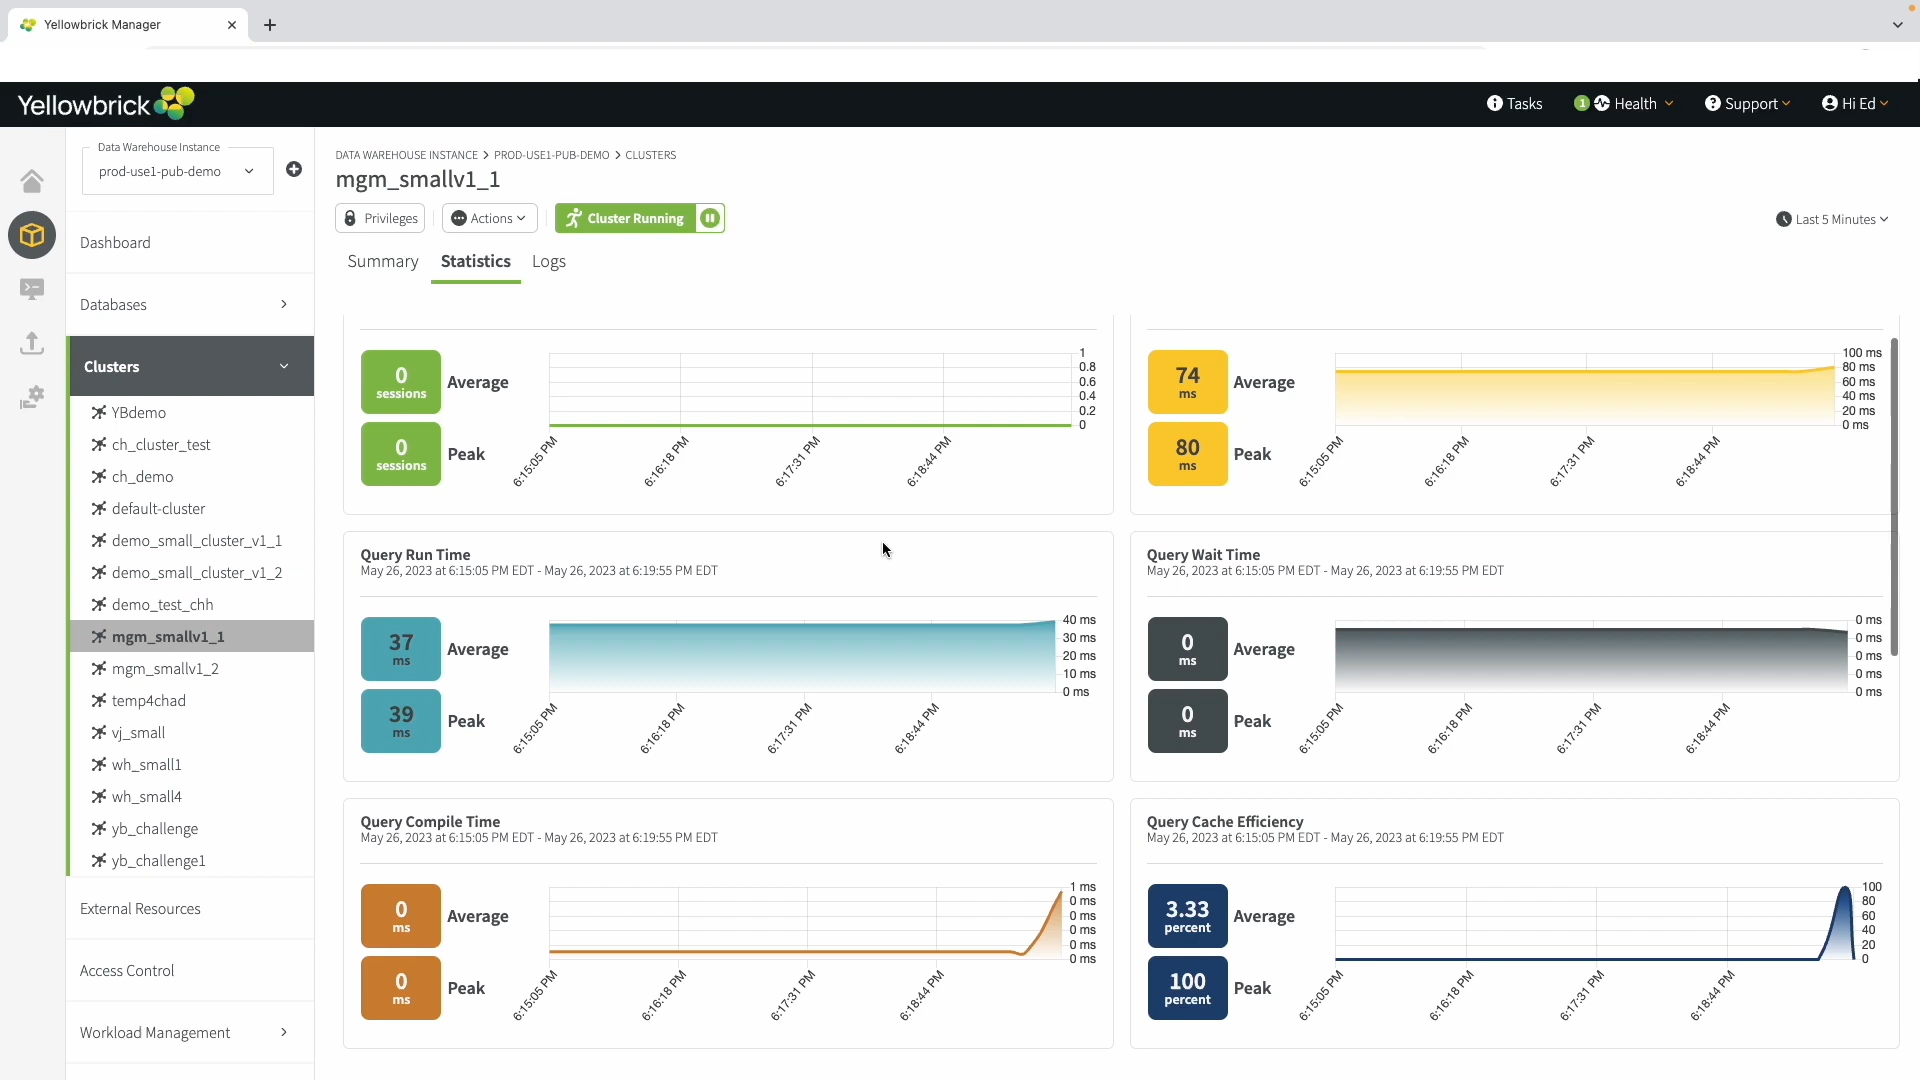 Yellowbrick Manager
Yellowbrick
Tasks
1 Health
Support
Hi Ed
Data Warehouse Instance
prod-use1-pub-demo
Dashboard
Databases
Clusters
YBdemo
ch_cluster_test
ch_demo
default-cluster
demo_small_cluster_v1_1
demo_small_cluster_v1_2
demo_test_chh
mgm_smallv1_1
mgm_smallv1_2
temp4chad
vj_small
wh_small1
wh_small4
yb_challenge
yb_challenge1
External Resources
Access Control
Workload Management
DATA WAREHOUSE INSTANCE > PROD-USE1-PUB-DEMO > CLUSTERS
mgm_smallv1_1
Privileges
Actions
Cluster Running
Last 5 Minutes
Summary
Statistics
Logs
0
sessions
Average
0
sessions
Peak
1
0.8
0.6
0.4
0.2
0
6:15:05 PM
6:16:18 PM
6:17:31 PM
6:18:44 PM
74
ms
Average
80
ms
Peak
100 ms
80 ms
60 ms
40 ms
20 ms
0 ms
6:15:05 PM
6:16:18 PM
6:17:31 PM
6:18:44 PM
Query Run Time
May 26, 2023 at 6:15:05 PM EDT - May 26, 2023 at 6:19:55 PM EDT
37
ms
Average
39
ms
Peak
40 ms
30 ms
20 ms
10 ms
0 ms
6:15:05 PM
6:16:18 PM
6:17:31 PM
6:18:44 PM
Query Wait Time
May 26, 2023 at 6:15:05 PM EDT - May 26, 2023 at 6:19:55 PM EDT
0
ms
Average
0
ms
Peak
0 ms
0 ms
0 ms
0 ms
0 ms
6:15:05 PM
6:16:18 PM
6:17:31 PM
6:18:44 PM
Query Compile Time
May 26, 2023 at 6:15:05 PM EDT - May 26, 2023 at 6:19:55 PM EDT
0
ms
Average
0
ms
Peak
1 ms
0 ms
0 ms
0 ms
0 ms
0 ms
6:15:05 PM
6:16:18 PM
6:17:31 PM
6:18:44 PM
Query Cache Efficiency
May 26, 2023 at 6:15:05 PM EDT - May 26, 2023 at 6:19:55 PM EDT
3.33
percent
Average
100
percent
Peak
100
80
60
40
20
0
6:15:05 PM
6:16:18 PM
6:17:31 PM
6:18:44 PM